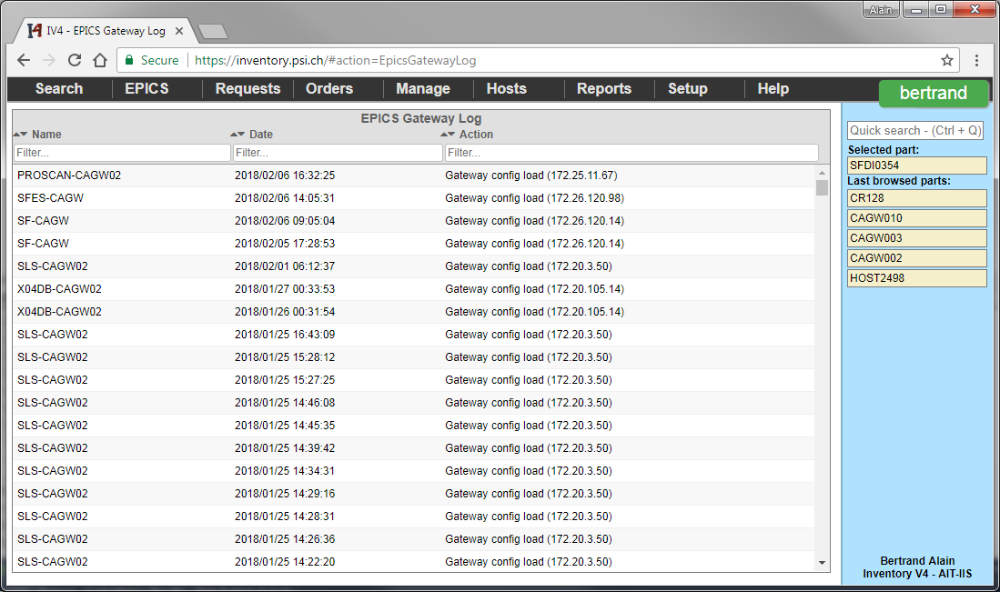 Alain
IV4 - EPICS Gateway Log
Secure https://inventory.psi.ch/#action=EpicsGatewayLog
Search EPICS Requests Orders Manage Hosts Reports Setup Help bertrand
EPICS Gateway Log
Name Date Action
Filter... Filter... Filter...
PROSCAN-CAGW02 2018/02/06 16:32:25 Gateway config load (172.25.11.67)
SFES-CAGW 2018/02/06 14:05:31 Gateway config load (172.26.120.98)
SF-CAGW 2018/02/06 09:05:04 Gateway config load (172.26.120.14)
SF-CAGW 2018/02/05 17:28:53 Gateway config load (172.26.120.14)
SLS-CAGW02 2018/02/01 06:12:37 Gateway config load (172.20.3.50)
X04DB-CAGW02 2018/01/27 00:33:53 Gateway config load (172.20.105.14)
X04DB-CAGW02 2018/01/26 00:31:54 Gateway config load (172.20.105.14)
SLS-CAGW02 2018/01/25 16:43:09 Gateway config load (172.20.3.50)
SLS-CAGW02 2018/01/25 15:28:12 Gateway config load (172.20.3.50)
SLS-CAGW02 2018/01/25 15:27:25 Gateway config load (172.20.3.50)
SLS-CAGW02 2018/01/25 14:46:08 Gateway config load (172.20.3.50)
SLS-CAGW02 2018/01/25 14:45:35 Gateway config load (172.20.3.50)
SLS-CAGW02 2018/01/25 14:39:42 Gateway config load (172.20.3.50)
SLS-CAGW02 2018/01/25 14:34:31 Gateway config load (172.20.3.50)
SLS-CAGW02 2018/01/25 14:29:16 Gateway config load (172.20.3.50)
SLS-CAGW02 2018/01/25 14:28:31 Gateway config load (172.20.3.50)
SLS-CAGW02 2018/01/25 14:26:36 Gateway config load (172.20.3.50)
SLS-CAGW02 2018/01/25 14:22:20 Gateway config load (172.20.3.50)
Quick search - (Ctrl + Q)
Selected part:
SFDI0354
Last browsed parts:
CR128
CAGW010
CAGW003
CAGW002
HOST2498
Bertrand Alain
Inventory V4 - AIT-IIS